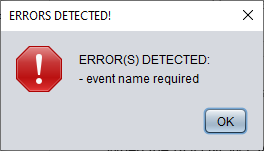 ERRORS DETECTED!
ERROR(S) DETECTED:
- event name required
OK